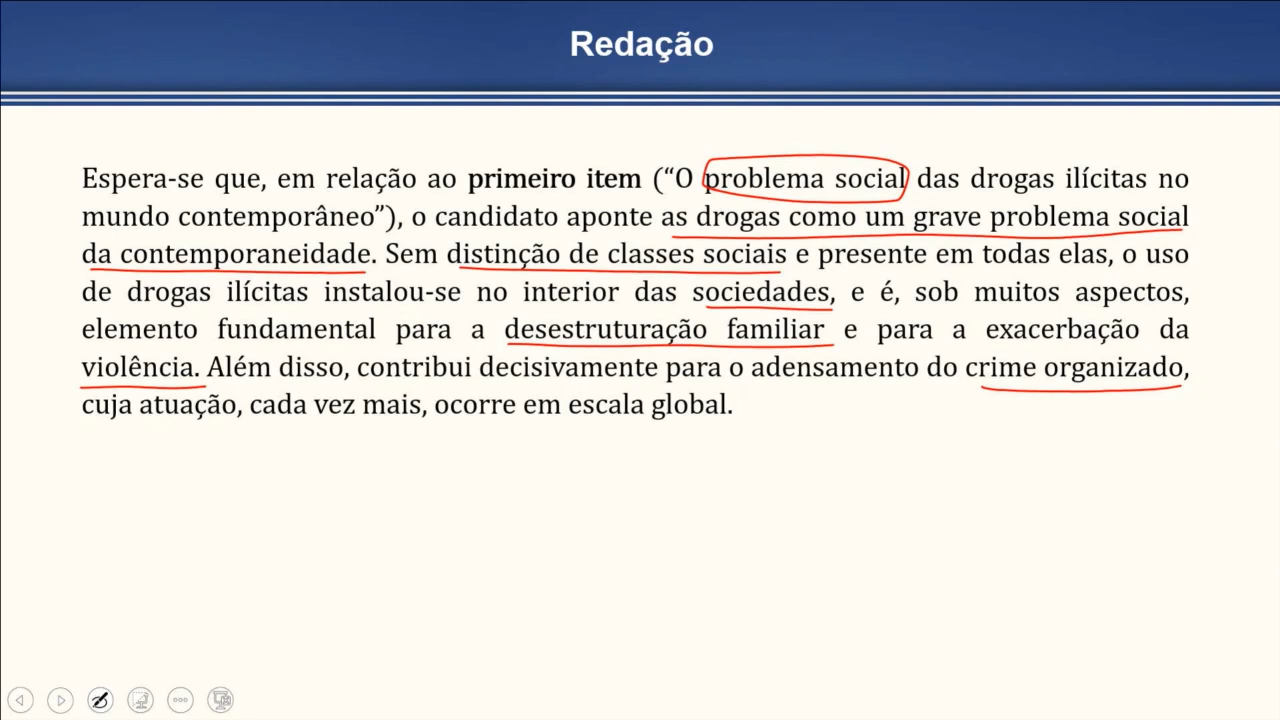 Redação
Espera-se que, em relação ao primeiro item (“O problema social das drogas ilícitas no
mundo contemporâneo”), o candidato aponte as drogas como um grave problema social
da contemporaneidade. Sem distinção de classes sociais e presente em todas elas, o uso
de drogas ilícitas instalou-se no interior das sociedades, e é, sob muitos aspectos,
elemento fundamental para a desestruturação familiar e para a exacerbação da
violência. Além disso, contribui decisivamente para o adensamento do crime organizado,
cuja atuação, cada vez mais, ocorre em escala global.